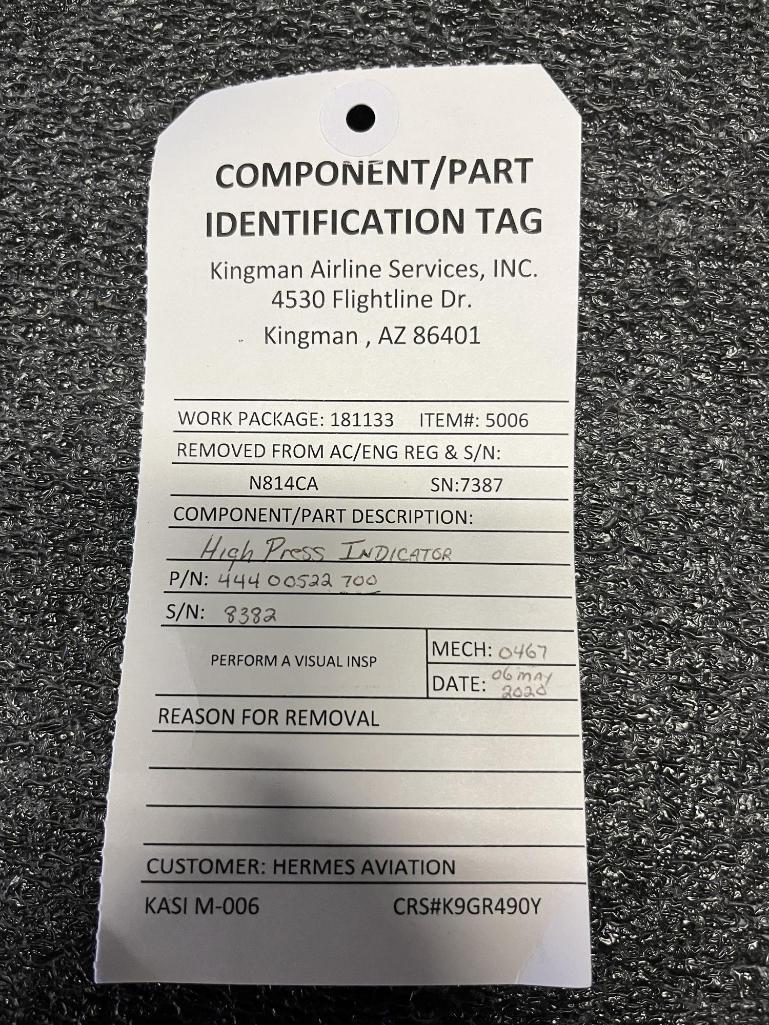 COMPONENT/PART
IDENTIFICATION TAG
Kingman Airline Services, INC.
4530 Flightline Dr.
Kingman , AZ 86401
WORK PACKAGE: 181133 ITEM#: 5006
REMOVED FROM AC/ENG REG & S/N:
N814CA SN:7387
COMPONENT/PART DESCRIPTION:
High Press INDICATOR
P/N: 444 00522 700
S/N: 8382
PERFORM A VISUAL INSP
MECH: 0467
DATE: 06 may
2020
REASON FOR REMOVAL
CUSTOMER: HERMES AVIATION
KASI M-006 CRS#K9GR490Y